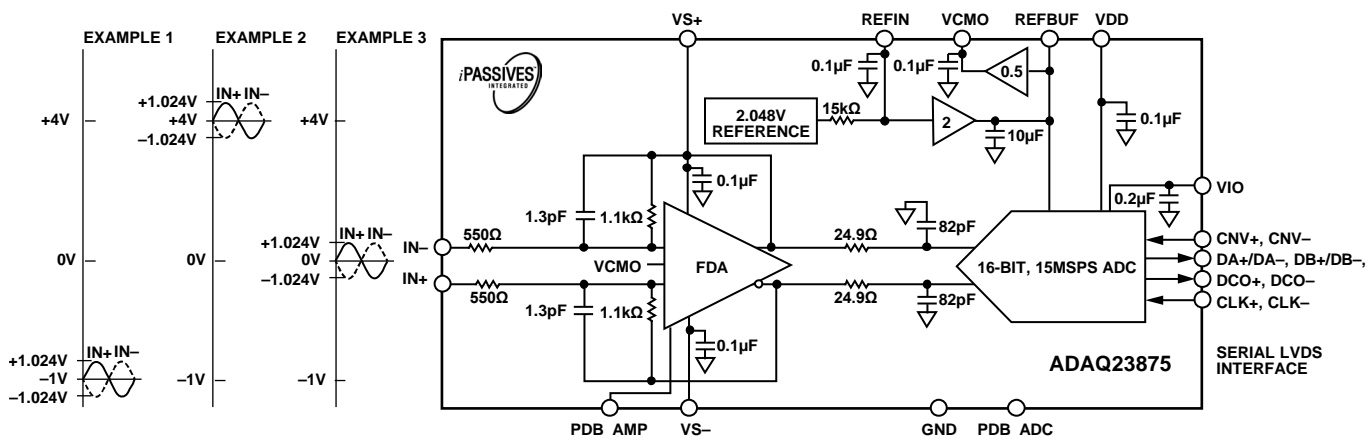 EXAMPLE 1
+4V
0V
+1.024V
IN+ IN–
–1V
–1.024V
EXAMPLE 2
+1.024V
IN+ IN–
+4V
–1.024V
0V
–1V
EXAMPLE 3
+4V
+1.024V
IN+ IN–
0V
–1.024V
–1V
VS+
REFIN
VCMO
REFBUF
VDD
iPASSIVES™
INTEGRATED
0.1µF
0.1µF
0.5
2.048V
REFERENCE
15kΩ
2
10µF
0.1µF
0.1µF
VIO
0.2µF
1.3pF
1.1kΩ
82pF
IN–
550Ω
24.9Ω
CNV+, CNV–
VCMO
FDA
16-BIT, 15MSPS ADC
DA+/DA–, DB+/DB–,
IN+
DCO+, DCO–
550Ω
24.9Ω
CLK+, CLK–
1.3pF
1.1kΩ
82pF
0.1µF
ADAQ23875
SERIAL LVDS
INTERFACE
PDB_AMP
VS–
GND
PDB_ADC